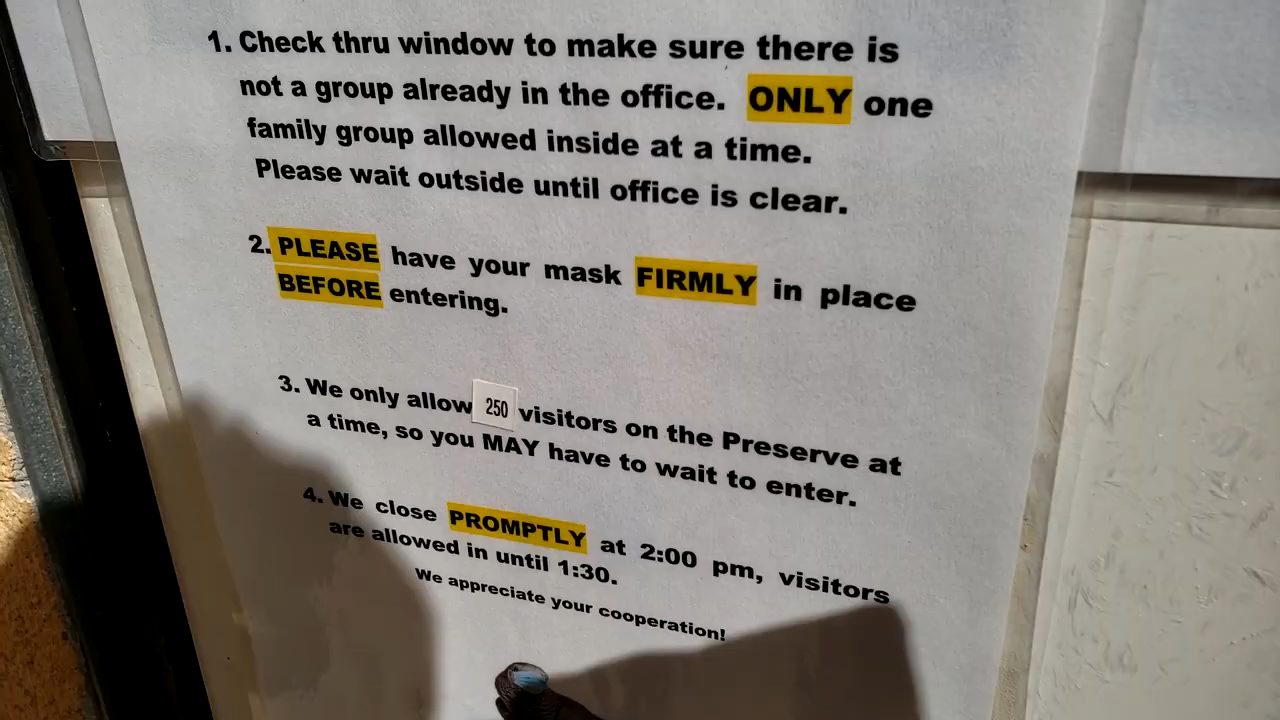 1. Check thru window to make sure there is
not a group already in the office. ONLY one
family group allowed inside at a time.
Please wait outside until office is clear.
2. PLEASE have your mask FIRMLY in place
BEFORE entering.
3. We only allow 250 visitors on the Preserve at
a time, so you MAY have to wait to enter.
4. We close PROMPTLY at 2:00 pm, visitors
are allowed in until 1:30.
We appreciate your cooperation!